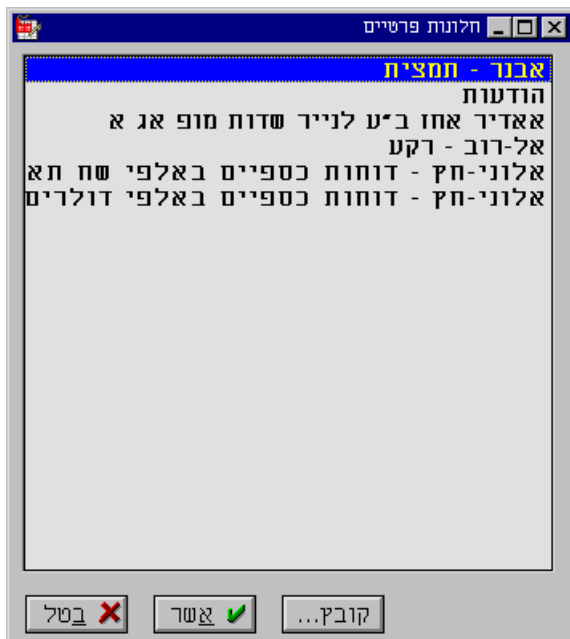 חלונות פרטיים
אבנר - תמצית
הודעות
אאדיר אחז ב"ע לנייר שדות מופ אג א
אל-רוב - רקע
אלוני-חץ - דוחות כספיים באלפי שח תא
אלוני-חץ - דוחות כספיים באלפי דולרים
קובץ...
אשר
בטל